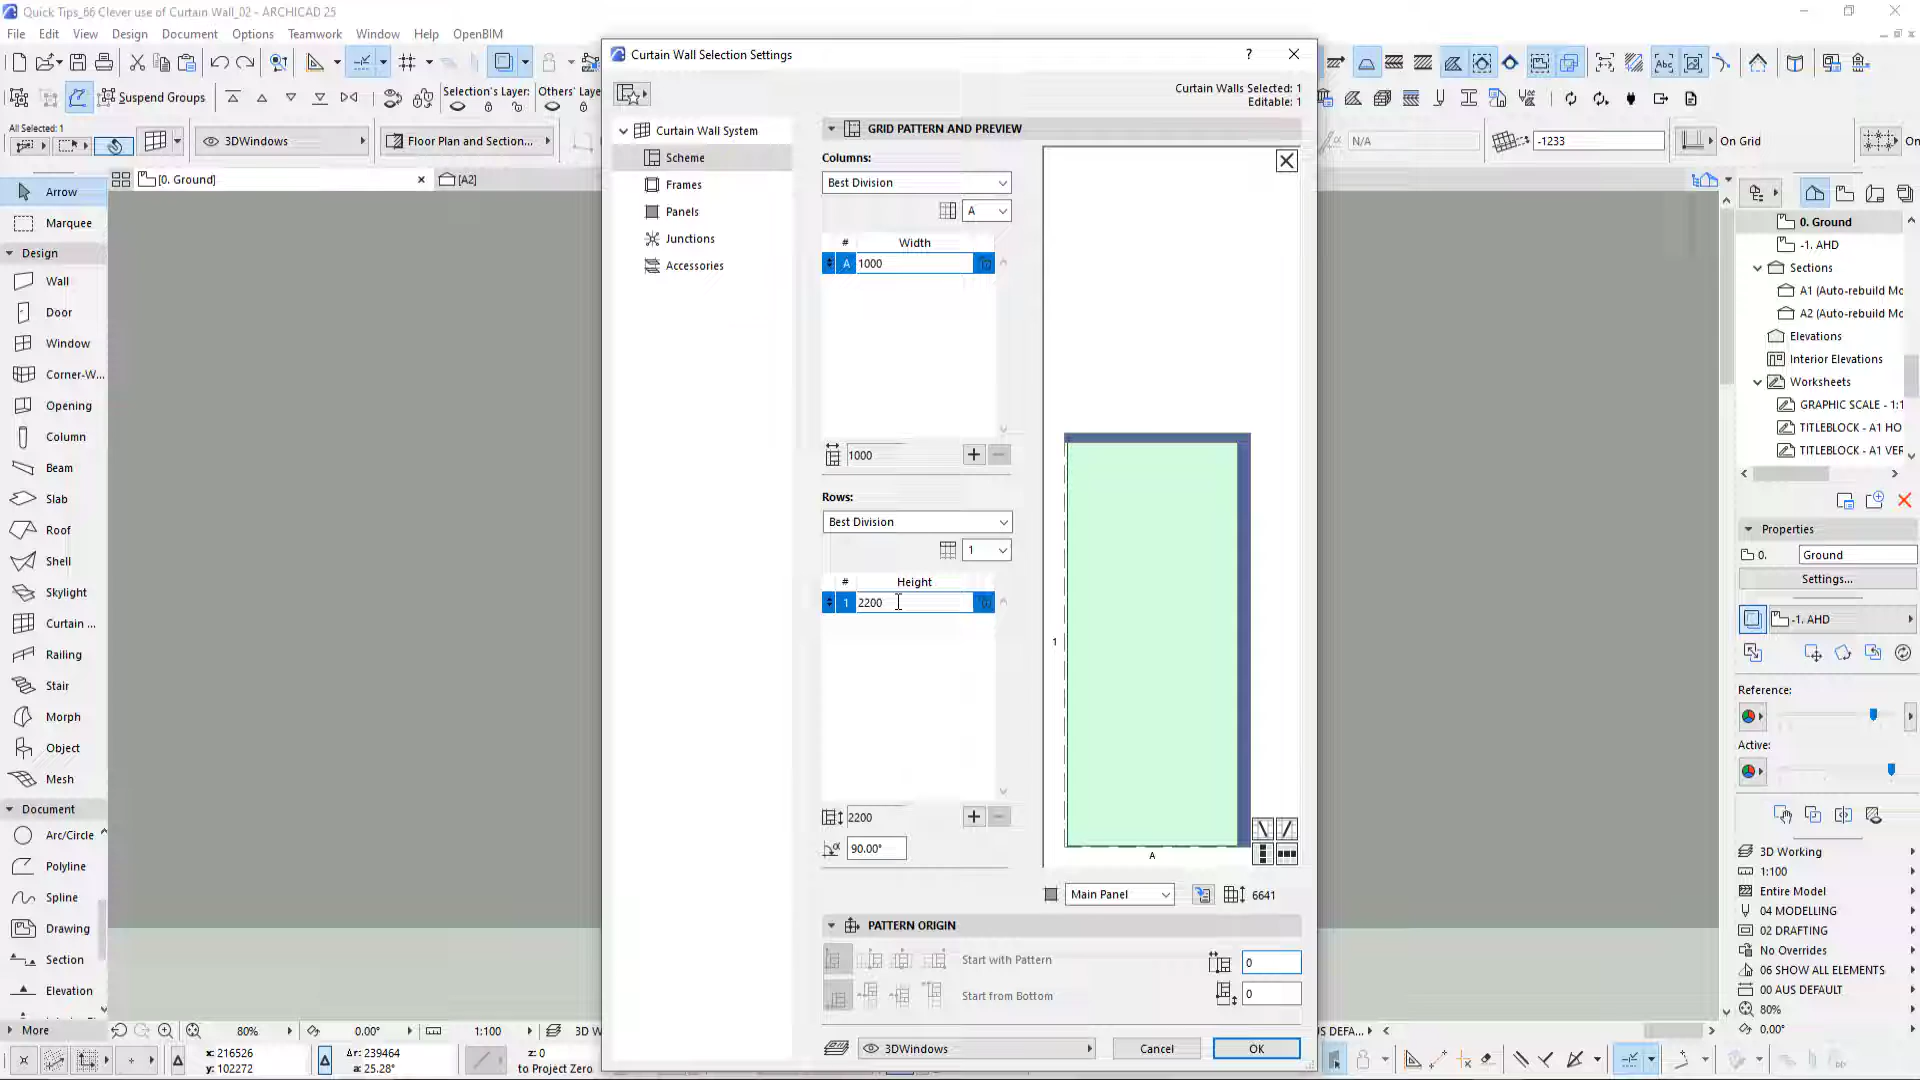 Quick Tips_66 Clever use of Curtain Wall_02 - ARCHICAD 25
File Edit View Design Document Options Teamwork Window Help OpenBIM
Suspend Groups
Selection's Layer:
Others' Laye
All Selected: 1
3DWindows
Floor Plan and Section...
N/A
-1233
On Grid
On
[0. Ground]
[A2]
Arrow
Marquee
Design
Wall
Door
Window
Corner-W...
Opening
Column
Beam
Slab
Roof
Shell
Skylight
Curtain ...
Railing
Stair
Morph
Object
Mesh
Document
Arc/Circle
Polyline
Spline
Drawing
Section
Elevation
More
Curtain Wall Selection Settings
?
Curtain Walls Selected: 1
Editable: 1
Curtain Wall System
Scheme
Frames
Panels
Junctions
Accessories
GRID PATTERN AND PREVIEW
Columns:
Best Division
A
# Width
A 1000
1000
Rows:
Best Division
1
# Height
1 2200
2200
α
90.00°
1
A
Main Panel
6641
PATTERN ORIGIN
Start with Pattern
0
Start from Bottom
0
3DWindows
Cancel
OK
0. Ground
-1. AHD
Sections
A1 (Auto-rebuild Mo
A2 (Auto-rebuild Mo
Elevations
Interior Elevations
Worksheets
GRAPHIC SCALE - 1:1
TITLEBLOCK - A1 HO
TITLEBLOCK - A1 VER
Properties
0. Ground
Settings...
-1. AHD
Reference:
Active:
3D Working
1:100
Entire Model
04 MODELLING
02 DRAFTING
No Overrides
06 SHOW ALL ELEMENTS
00 AUS DEFAULT
80%
0.00°
80%
0.00°
1:100
3D W
US DEFA...
x: 216526
y: 102272
Δr: 239464
a: 25.28°
z: 0
to Project Zero
Abc